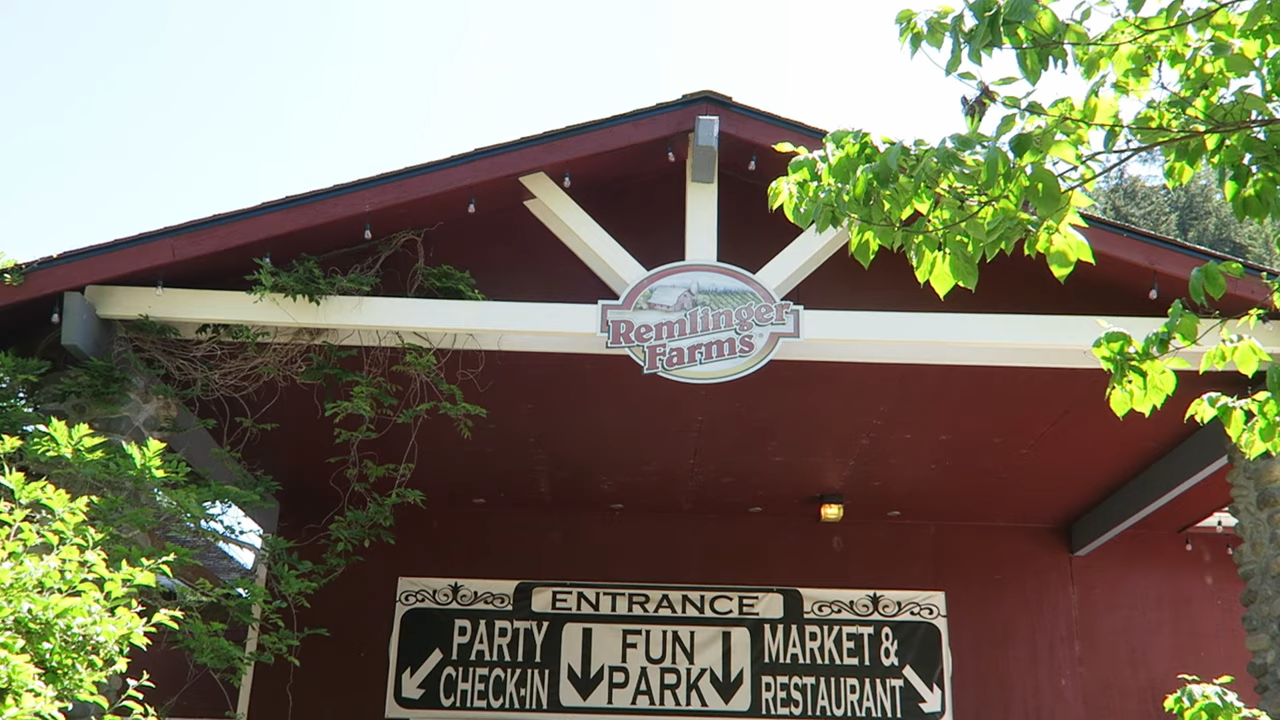 Remlinger
Farms
ENTRANCE
PARTY
CHECK-IN
FUN
PARK
MARKET &
RESTAURANT